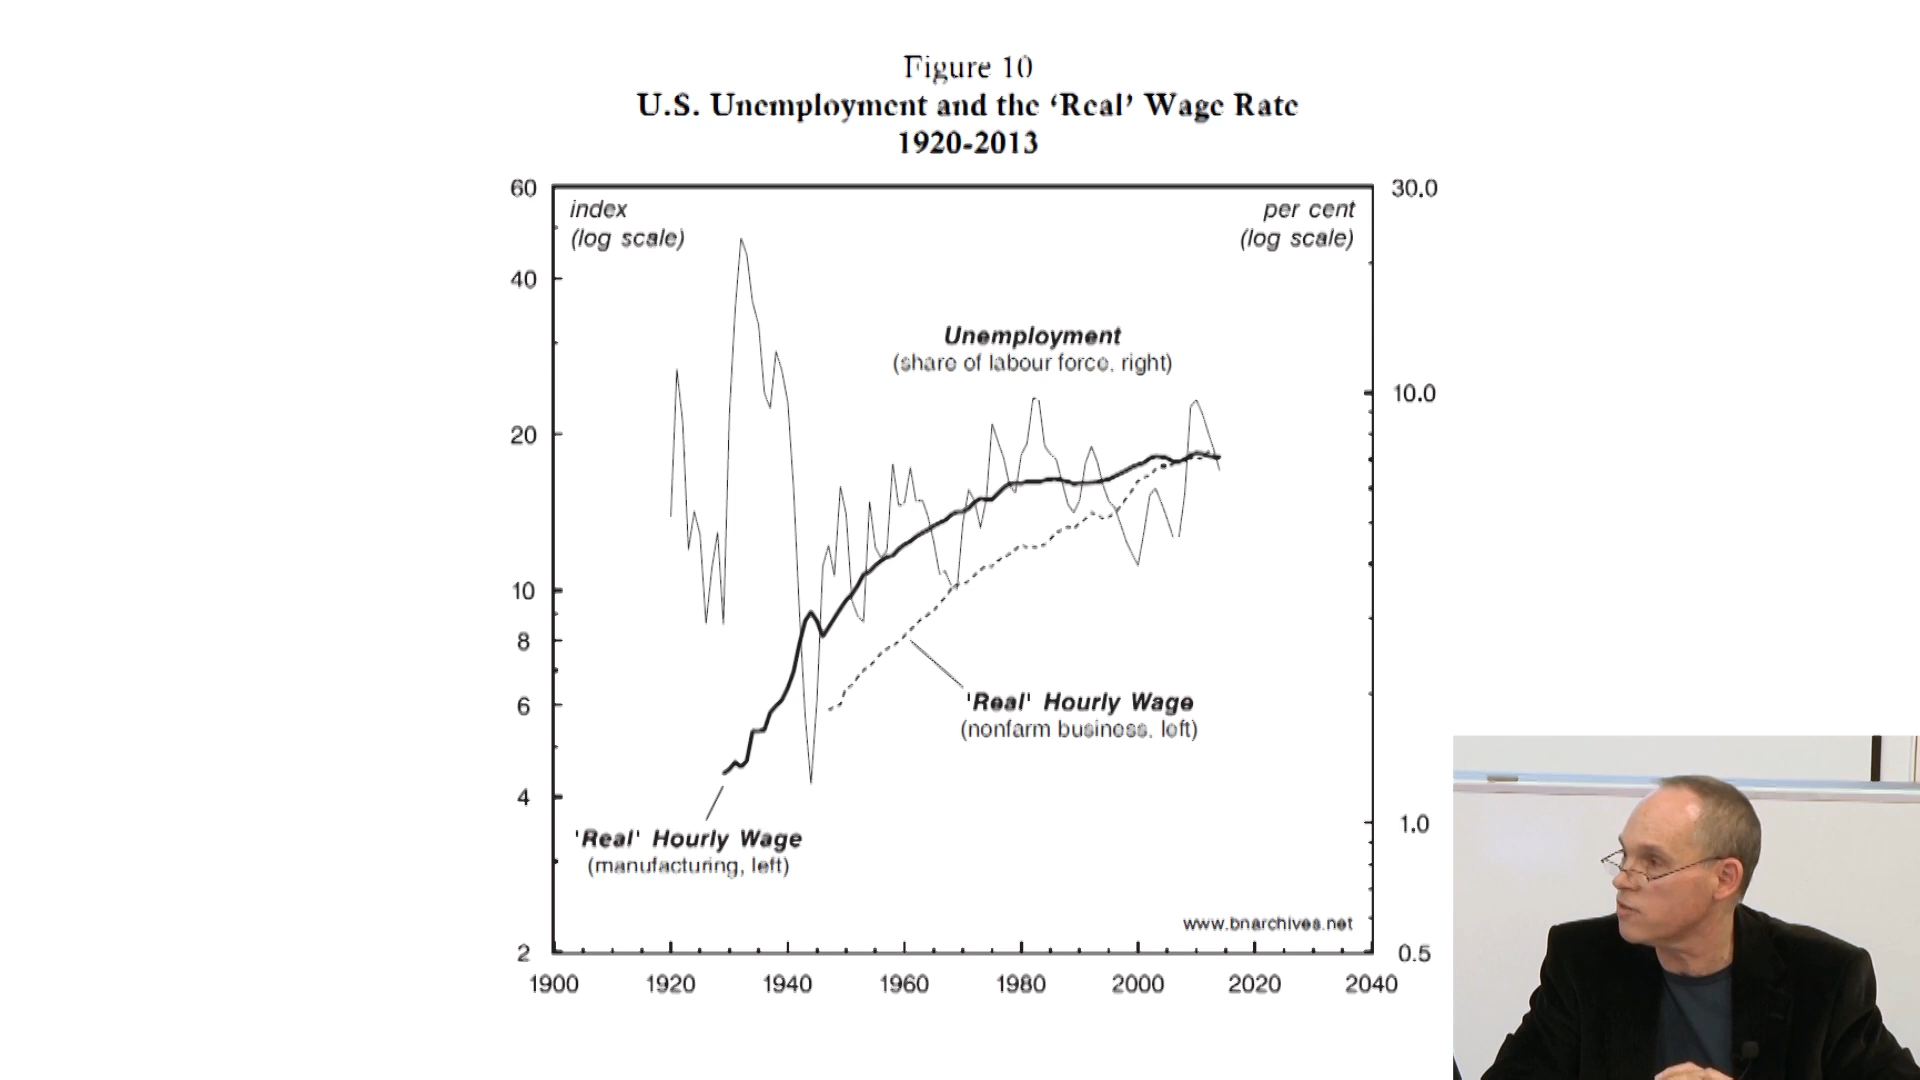 Figure 10
U.S. Unemployment and the ‘Real’ Wage Rate
1920-2013
60
30.0
index
(log scale)
per cent
(log scale)
40
Unemployment
(share of labour force, right)
10.0
20
10
8
6
'Real' Hourly Wage
(nonfarm business, left)
4
1.0
'Real' Hourly Wage
(manufacturing, left)
www.bnarchives.net
2
0.5
1900 1920 1940 1960 1980 2000 2020 2040